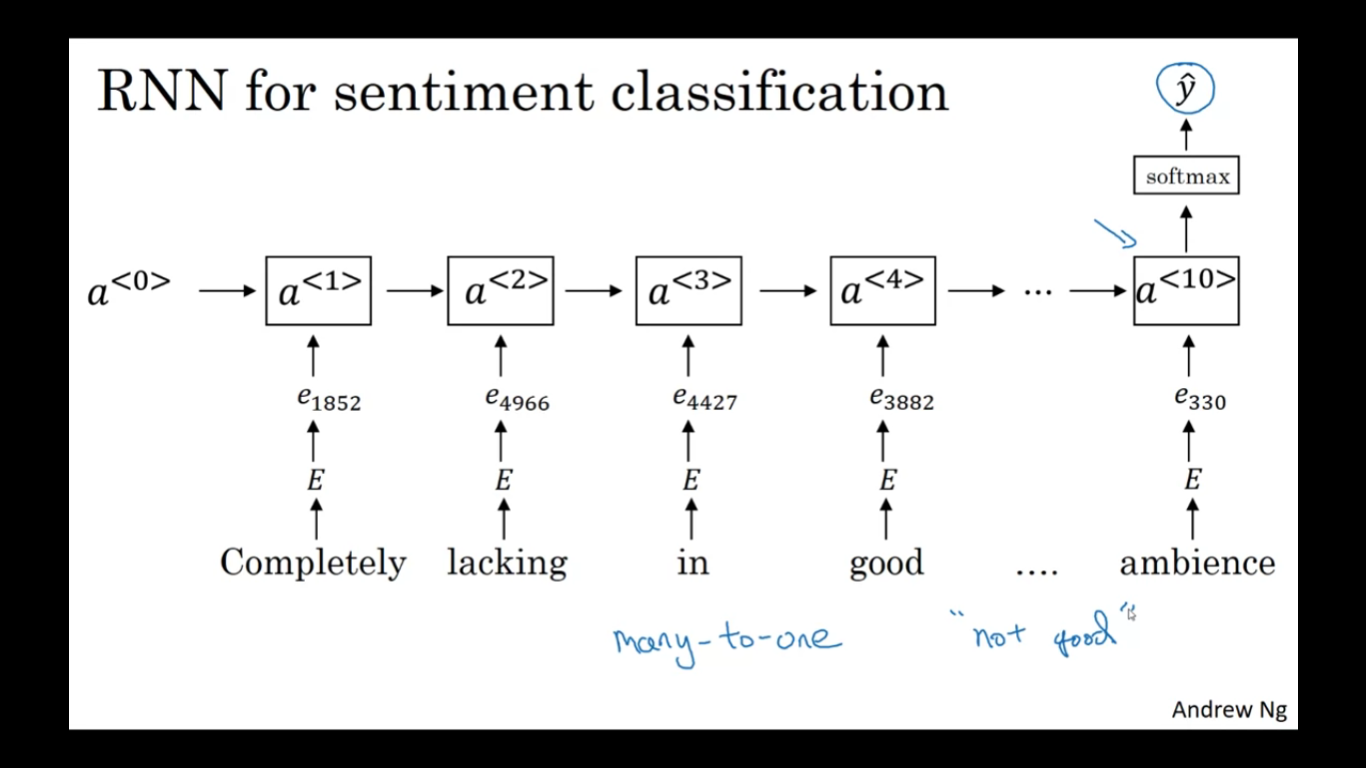 RNN for sentiment classification
ŷ
softmax
a<0> a<1> a<2> a<3> a<4> ... a<10>
e1852 e4966 e4427 e3882 e330
E E E E E
Completely lacking in good .... ambience
many-to-one "not good"
Andrew Ng